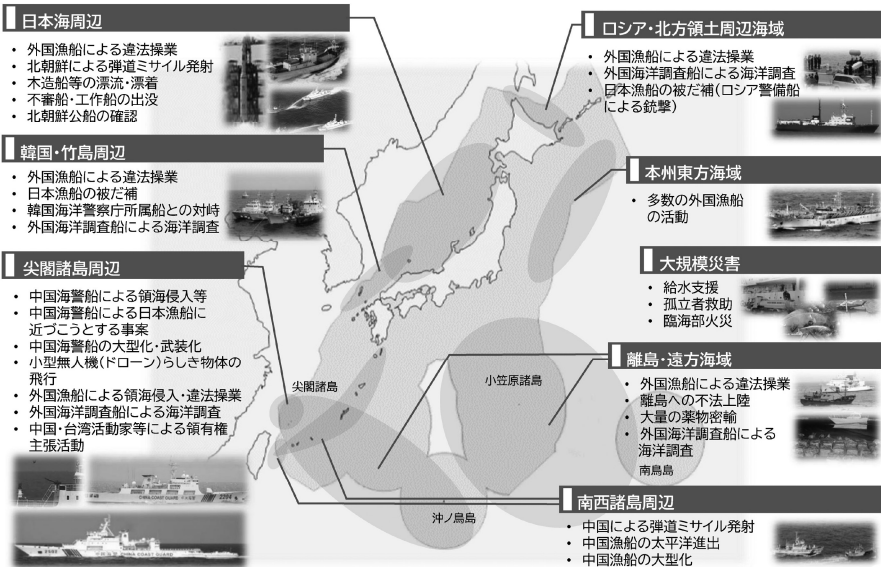 日本海周辺
• 外国漁船による違法操業
• 北朝鮮による弾道ミサイル発射
• 木造船等の漂流・漂着
• 不審船・工作船の出没
• 北朝鮮公船の確認
韓国・竹島周辺
• 外国漁船による違法操業
• 日本漁船の被だ補
• 韓国海洋警察庁所属船との対峙
• 外国海洋調査船による海洋調査
尖閣諸島周辺
• 中国海警船による領海侵入等
• 中国海警船による日本漁船に
近づこうとする事案
• 中国海警船の大型化・武装化
• 小型無人機(ドローン)らしき物体の
飛行
• 外国漁船による領海侵入・違法操業
• 外国海洋調査船による海洋調査
• 中国・台湾活動家等による領有権
主張活動
CHINA COAST GUARD
2204
CHINA COAST GUARD
尖閣諸島
小笠原諸島
沖ノ鳥島
南鳥島
ロシア・北方領土周辺海域
• 外国漁船による違法操業
• 外国海洋調査船による海洋調査
• 日本漁船の被だ補(ロシア警備船
による銃撃)
本州東方海域
• 多数の外国漁船
の活動
大規模災害
• 給水支援
• 孤立者救助
• 臨海部火災
離島・遠方海域
• 外国漁船による違法操業
• 離島への不法上陸
• 大量の薬物密輸
• 外国海洋調査船による
海洋調査
南西諸島周辺
• 中国による弾道ミサイル発射
• 中国漁船の太平洋進出
• 中国漁船の大型化